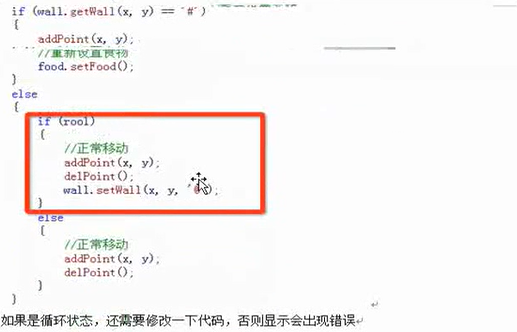 if (wall.getWall(x, y) == '#')
{
addPoint(x, y);
//重新设置食物
food.setFood();
}
else
{
if (rool)
{
//正常移动
addPoint(x, y);
delPoint();
wall.setWall(x, y,
}
else
{
//正常移动
addPoint(x, y);
delPoint();
}
}
如果是循环状态，还需要修改一下代码，否则显示会出现错误